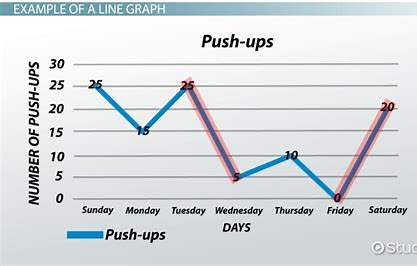 EXAMPLE OF A LINE GRAPH
Push-ups
NUMBER OF PUSH-UPS
30
25
20
15
10
5
0
25
15
25
5
10
0
20
Sunday Monday Tuesday Wednesday Thursday Friday Saturday
DAYS
Push-ups
Stud